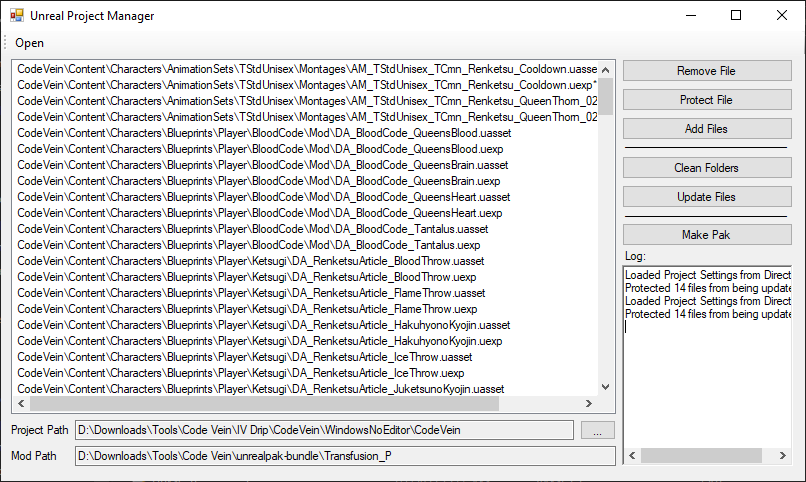 Unreal Project Manager
Open
CodeVein\Content\Characters\AnimationSets\TStdUnisex\Montages\AM_TStdUnisex_TCmn_Renketsu_Cooldown.uasse
CodeVein\Content\Characters\AnimationSets\TStdUnisex\Montages\AM_TStdUnisex_TCmn_Renketsu_Cooldown.uexp*
CodeVein\Content\Characters\AnimationSets\TStdUnisex\Montages\AM_TStdUnisex_TCmn_Renketsu_QueenThorn_02
CodeVein\Content\Characters\AnimationSets\TStdUnisex\Montages\AM_TStdUnisex_TCmn_Renketsu_QueenThorn_02
CodeVein\Content\Characters\Blueprints\Player\BloodCode\Mod\DA_BloodCode_QueensBlood.uasset
CodeVein\Content\Characters\Blueprints\Player\BloodCode\Mod\DA_BloodCode_QueensBlood.uexp
CodeVein\Content\Characters\Blueprints\Player\BloodCode\Mod\DA_BloodCode_QueensBrain.uasset
CodeVein\Content\Characters\Blueprints\Player\BloodCode\Mod\DA_BloodCode_QueensBrain.uexp
CodeVein\Content\Characters\Blueprints\Player\BloodCode\Mod\DA_BloodCode_QueensHeart.uasset
CodeVein\Content\Characters\Blueprints\Player\BloodCode\Mod\DA_BloodCode_QueensHeart.uexp
CodeVein\Content\Characters\Blueprints\Player\BloodCode\Mod\DA_BloodCode_Tantalus.uasset
CodeVein\Content\Characters\Blueprints\Player\BloodCode\Mod\DA_BloodCode_Tantalus.uexp
CodeVein\Content\Characters\Blueprints\Player\Ketsugi\DA_RenketsuArticle_BloodThrow.uasset
CodeVein\Content\Characters\Blueprints\Player\Ketsugi\DA_RenketsuArticle_BloodThrow.uexp
CodeVein\Content\Characters\Blueprints\Player\Ketsugi\DA_RenketsuArticle_FlameThrow.uasset
CodeVein\Content\Characters\Blueprints\Player\Ketsugi\DA_RenketsuArticle_FlameThrow.uexp
CodeVein\Content\Characters\Blueprints\Player\Ketsugi\DA_RenketsuArticle_HakuhyonoKyojin.uasset
CodeVein\Content\Characters\Blueprints\Player\Ketsugi\DA_RenketsuArticle_HakuhyonoKyojin.uexp
CodeVein\Content\Characters\Blueprints\Player\Ketsugi\DA_RenketsuArticle_IceThrow.uasset
CodeVein\Content\Characters\Blueprints\Player\Ketsugi\DA_RenketsuArticle_IceThrow.uexp
CodeVein\Content\Characters\Blueprints\Player\Ketsugi\DA_RenketsuArticle_JuketsunoKyojin.uasset
Project Path D:\Downloads\Tools\Code Vein\IV Drip\CodeVein\WindowsNoEditor\CodeVein ...
Mod Path D:\Downloads\Tools\Code Vein\unrealpak-bundle\Transfusion_P
Remove File
Protect File
Add Files
Clean Folders
Update Files
Make Pak
Log:
Loaded Project Settings from Direct
Protected 14 files from being update
Loaded Project Settings from Direct
Protected 14 files from being update